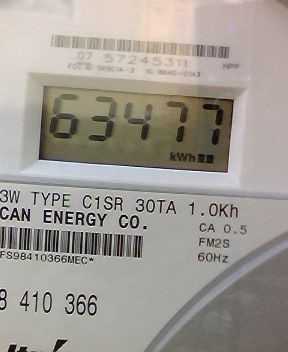 07 57245311
HPP
63477
kWh
3W TYPE C1SR 30TA 1.0Kh
CAN ENERGY CO.
CA 0.5
FM2S
FS98410366MEC*
60Hz
8 410 366